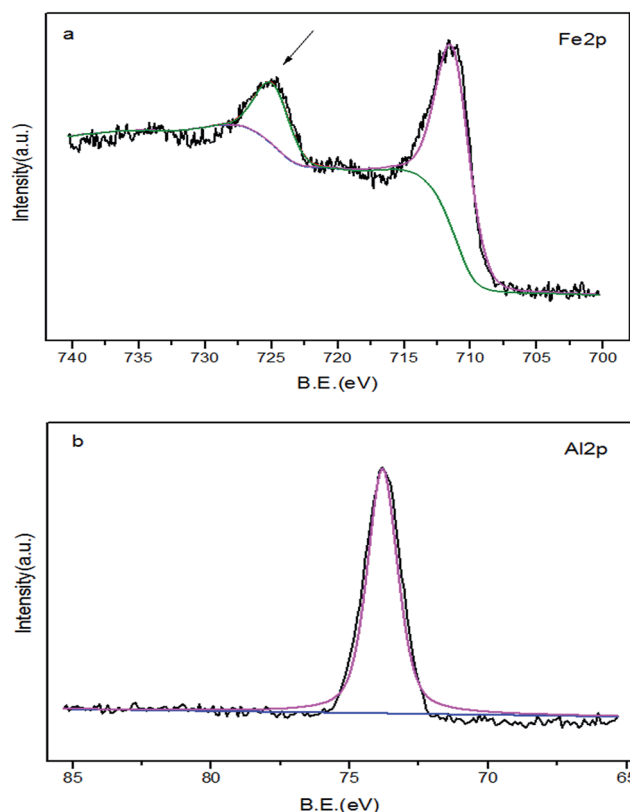 a
Fe2p
Intensity(a.u.)
740 735 730 725 720 715 710 705 700
B.E.(eV)
b
Al2p
Intensity(a.u.)
85 80 75 70 65
B.E.(eV)